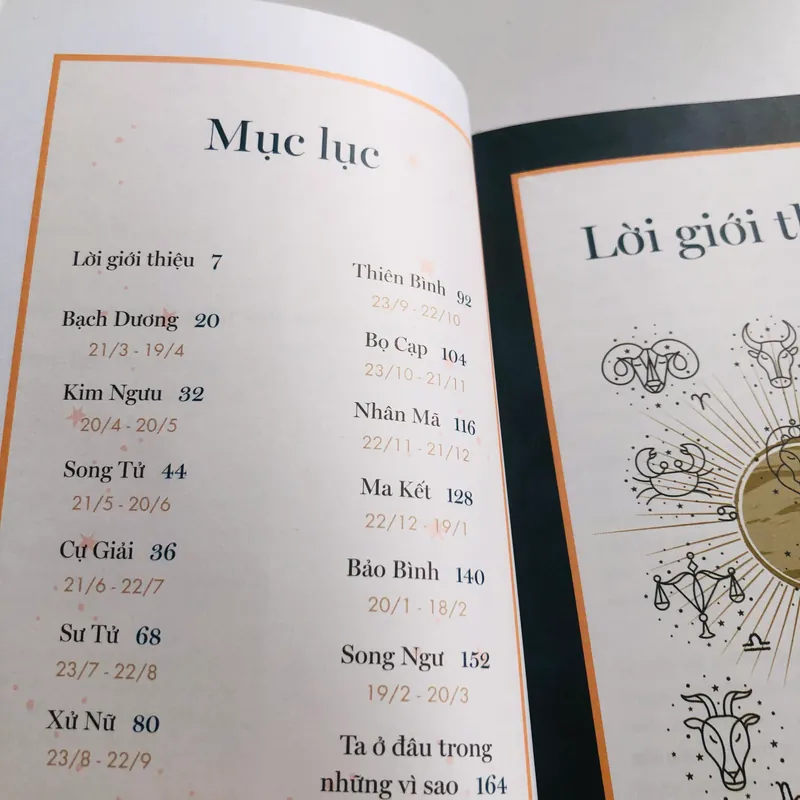 Mục lục
Lời giới thiệu 7
Bạch Dương 20
21/3 - 19/4
Kim Ngưu 32
20/4 - 20/5
Song Tử 44
21/5 - 20/6
Cự Giải 36
21/6 - 22/7
Sư Tử 68
23/7 - 22/8
Xử Nữ 80
23/8 - 22/9
Thiên Bình 92
23/9 - 22/10
Bọ Cạp 104
23/10 - 21/11
Nhân Mã 116
22/11 - 21/12
Ma Kết 128
22/12 - 19/1
Bảo Bình 140
20/1 - 18/2
Song Ngư 152
19/2 - 20/3
Ta ở đâu trong
những vì sao 164
Lời giới